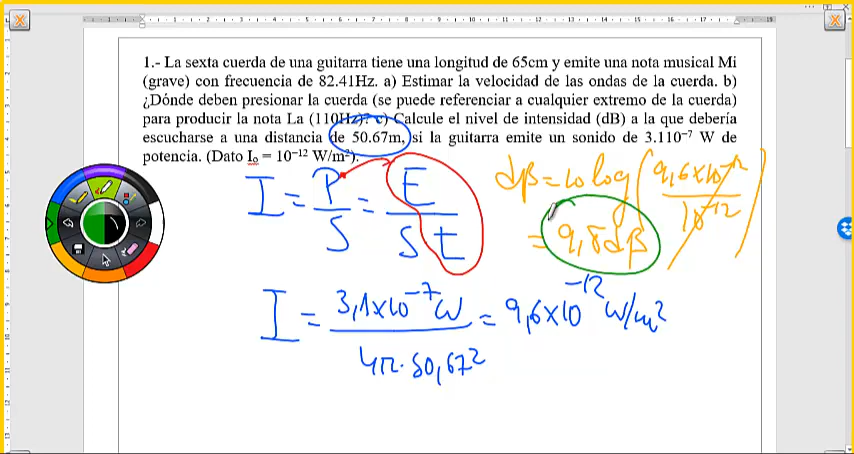 1.- La sexta cuerda de una guitarra tiene una longitud de 65cm y emite una nota musical Mi
(grave) con frecuencia de 82.41Hz. a) Estimar la velocidad de las ondas de la cuerda. b)
¿Dónde deben presionar la cuerda (se puede referenciar a cualquier extremo de la cuerda)
para producir la nota La (110Hz)? c) Calcule el nivel de intensidad (dB) a la que debería
escucharse a una distancia de 50.67m, si la guitarra emite un sonido de 3.110⁻⁷ W de
potencia. (Dato I₀ = 10⁻¹² W/m²).
I = P/S = E/(S t)
dβ = 10 log (9,6x10⁻¹²/10⁻¹²)
= 9,8 dβ
I = 3,1x10⁻⁷ W/(4π·50,67²) = 9,6x10⁻¹² W/m²